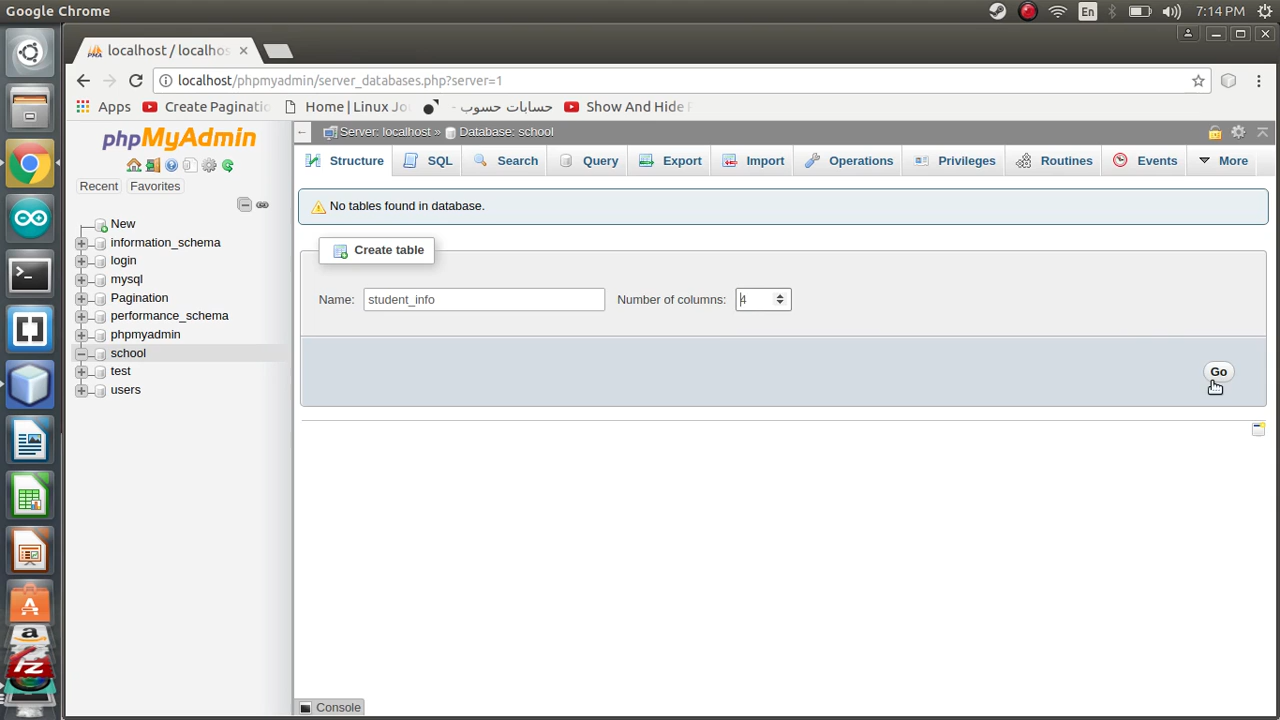 Google Chrome
En
7:14 PM
localhost / localhos
localhost/phpmyadmin/server_databases.php?server=1
Apps
Create Paginatio
Home | Linux Jo
حسابات حسوب -
Show And Hide
phpMyAdmin
PMA
Server: localhost » Database: school
Structure
SQL
Search
Query
Export
Import
Operations
Privileges
Routines
Events
More
Recent
Favorites
No tables found in database.
New
information_schema
login
mysql
Pagination
performance_schema
phpmyadmin
school
test
users
Create table
Name: student_info
Number of columns: 4
Go
Console